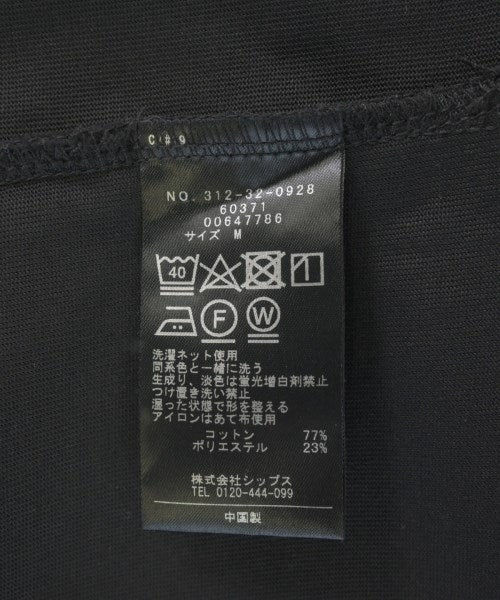 C/# 9
NO. 312-32-0928
60371
00647786
サイズ M
40
F W
洗濯ネット使用
同系色と一緒に洗う
生成り、淡色は蛍光増白剤禁止
つけ置き洗い禁止
湿った状態で形を整える
アイロンはあて布使用
コットン 77%
ポリエステル 23%
株式会社シップス
TEL 0120-444-099
中国製